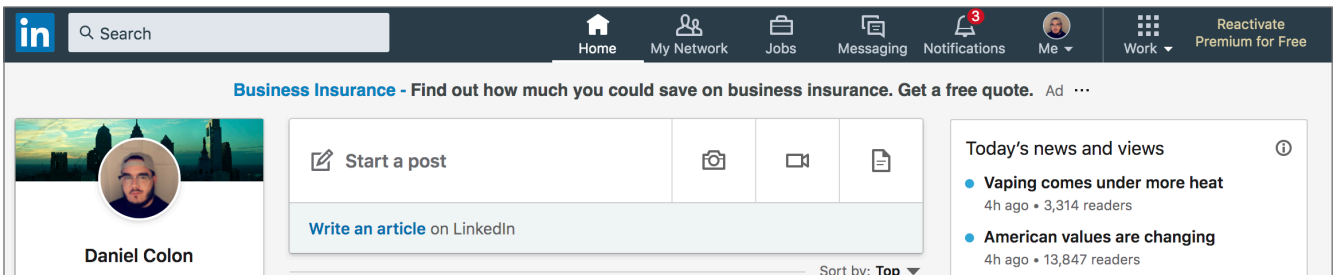 in
Search
Home
My Network
Jobs
Messaging
3
Notifications
Me
Work
Reactivate
Premium for Free
Business Insurance - Find out how much you could save on business insurance. Get a free quote. Ad ···
Start a post
Write an article on LinkedIn
Sort by: Top
Daniel Colon
Today's news and views
Vaping comes under more heat
4h ago • 3,314 readers
American values are changing
4h ago • 13,847 readers